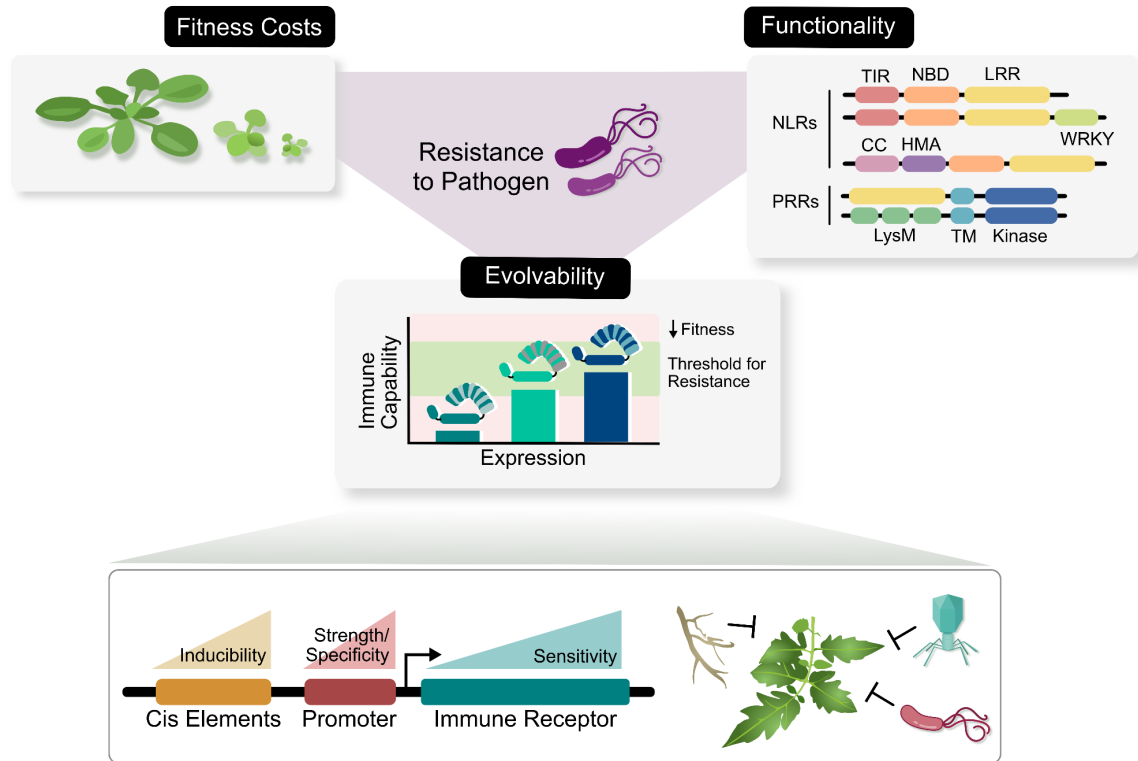 Fitness Costs
Functionality
Resistance
to Pathogen
TIR NBD LRR
NLRs
WRKY
CC HMA
PRRs
LysM TM Kinase
Evolvability
Immune
Capability
Expression
↓ Fitness
Threshold for
Resistance
Inducibility
Strength/
Specificity
Sensitivity
Cis Elements
Promoter
Immune Receptor